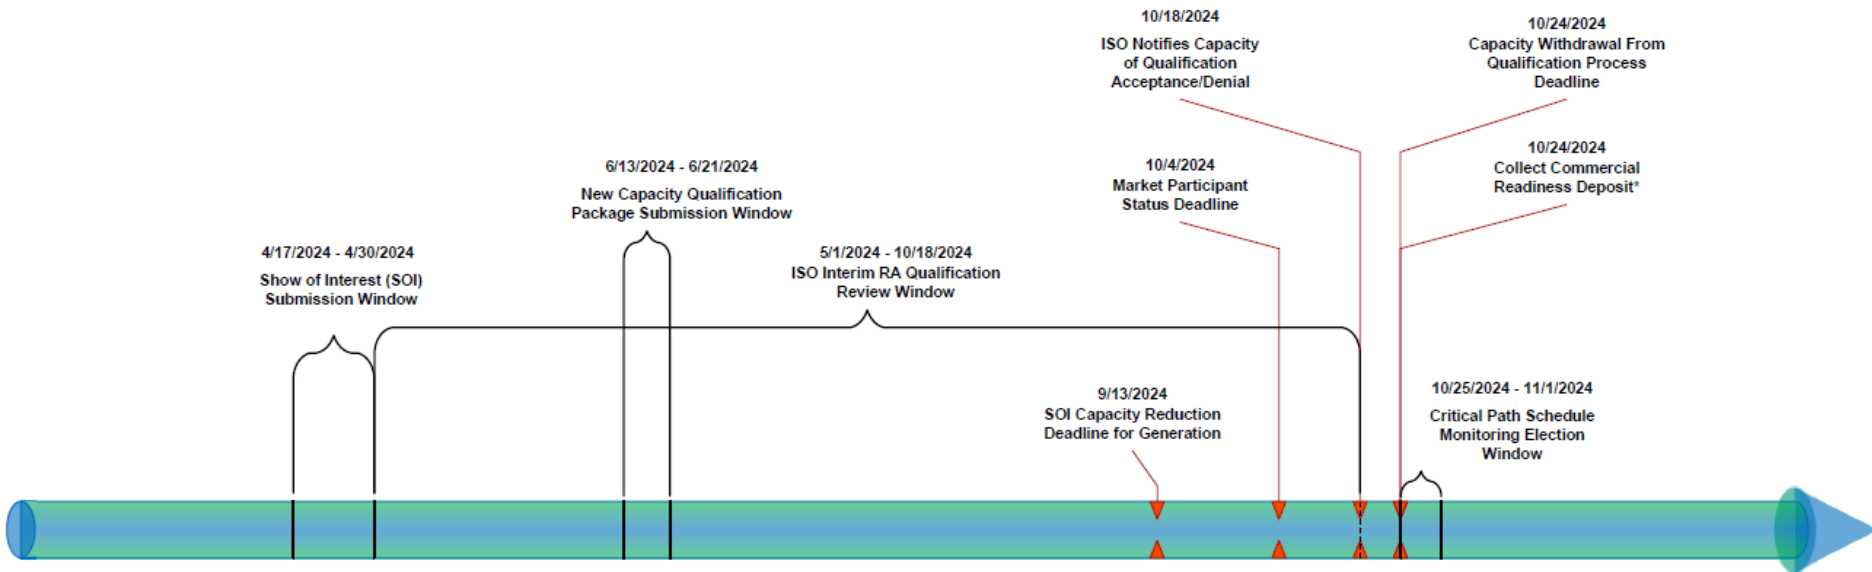 4/17/2024 - 4/30/2024
Show of Interest (SOI)
Submission Window
6/13/2024 - 6/21/2024
New Capacity Qualification
Package Submission Window
5/1/2024 - 10/18/2024
ISO Interim RA Qualification
Review Window
9/13/2024
SOI Capacity Reduction
Deadline for Generation
10/4/2024
Market Participant
Status Deadline
10/18/2024
ISO Notifies Capacity
of Qualification
Acceptance/Denial
10/24/2024
Capacity Withdrawal From
Qualification Process
Deadline
10/24/2024
Collect Commercial
Readiness Deposit*
10/25/2024 - 11/1/2024
Critical Path Schedule
Monitoring Election
Window